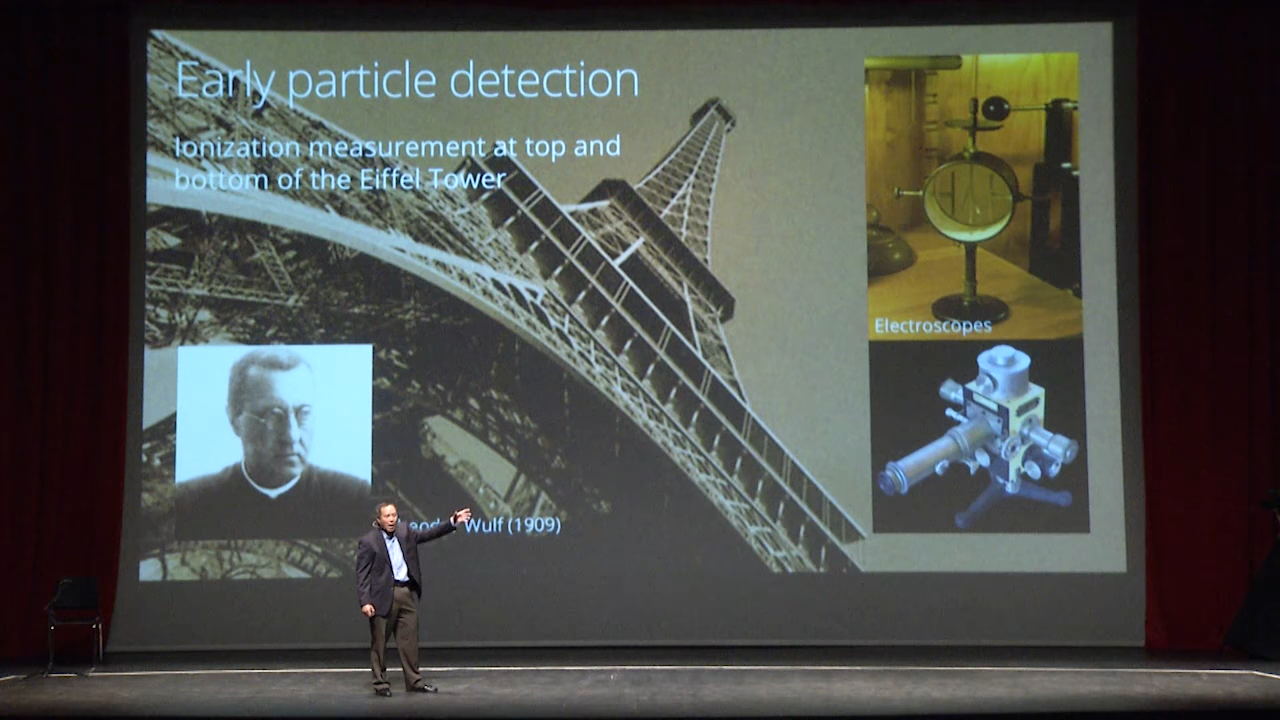 Early particle detection
Ionization measurement at top and
bottom of the Eiffel Tower
Electroscopes
Wulf (1909)